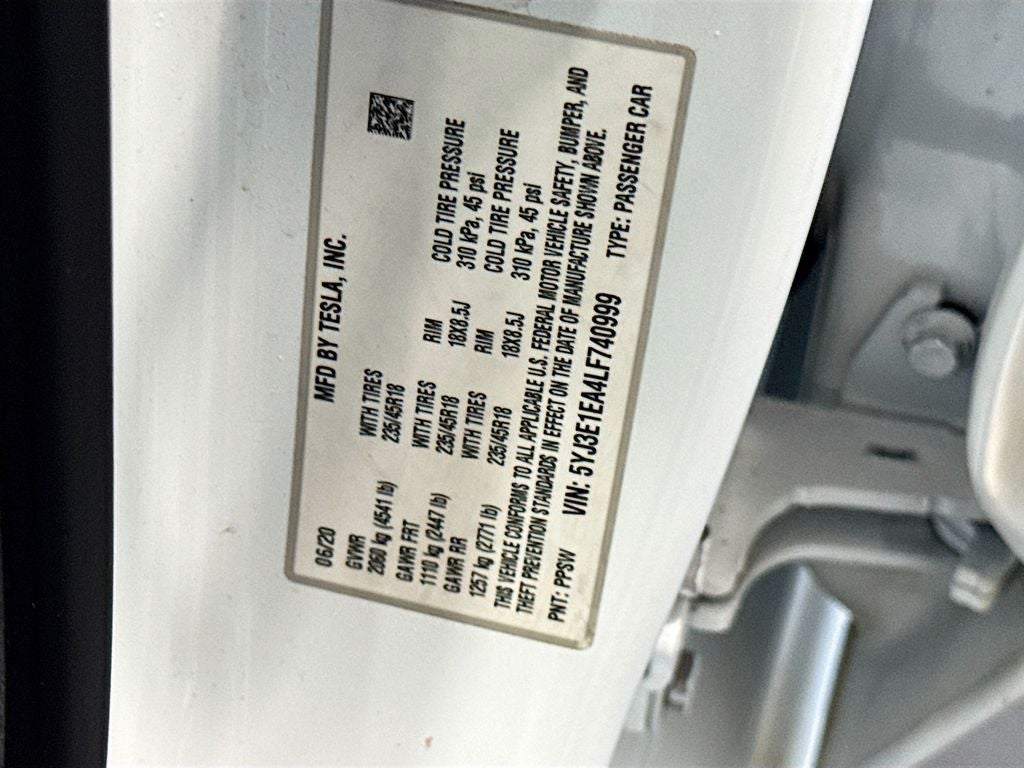 MFD BY TESLA, INC.
06/20
GVWR
2060 kg (4541 lb)
WITH TIRES
235/45R18
GAWR FRT
1110 kg (2447 lb)
WITH TIRES
235/45R18
RIM
18X8.5J
COLD TIRE PRESSURE
310 kPa, 45 psi
GAWR RR
1257 kg (2771 lb)
WITH TIRES
235/45R18
RIM
18X8.5J
COLD TIRE PRESSURE
310 kPa, 45 psi
THIS VEHICLE CONFORMS TO ALL APPLICABLE U.S. FEDERAL MOTOR VEHICLE SAFETY, BUMPER, AND
THEFT PREVENTION STANDARDS IN EFFECT ON THE DATE OF MANUFACTURE SHOWN ABOVE.
PNT: PPSW
VIN: 5YJ3E1EA4LF740999
TYPE: PASSENGER CAR